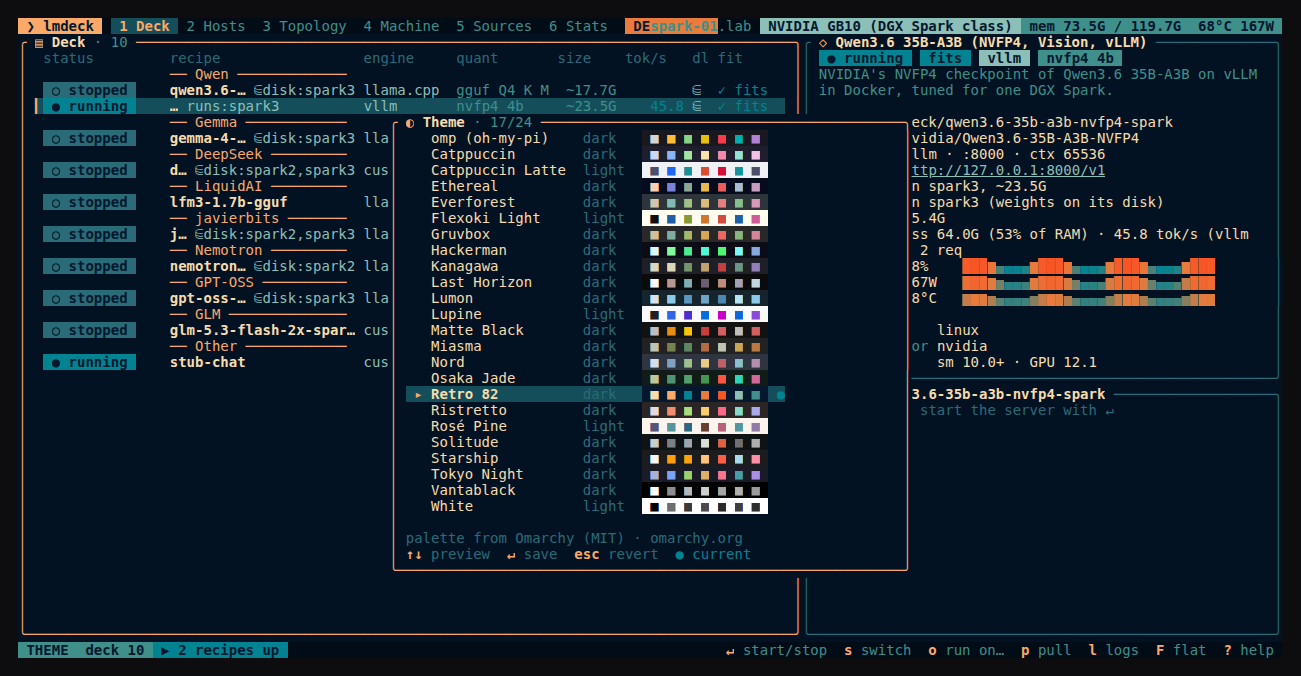 ❯ lmdeck 1 Deck 2 Hosts 3 Topology 4 Machine 5 Sources 6 Stats DEspark-01.lab NVIDIA GB10 (DGX Spark class) mem 73.5G / 119.7G 68°C 167W
▤ Deck · 10
status recipe engine quant size tok/s dl fit
── Qwen ──
○ stopped qwen3.6-… ⋸disk:spark3 llama.cpp gguf Q4 K M ~17.7G ✓ fits
● running … runs:spark3 vllm nvfp4 4b ~23.5G 45.8 ✓ fits
── Gemma ──
○ stopped gemma-4-… disk:spark3 lla
── DeepSeek ──
○ stopped d… disk:spark2,spark3 cus
── LiquidAI ──
○ stopped lfm3-1.7b-gguf lla
── javierbits ──
○ stopped j… disk:spark2,spark3 lla
── Nemotron ──
○ stopped nemotron… disk:spark2 lla
── GPT-OSS ──
○ stopped gpt-oss-… disk:spark3 lla
── GLM ──
○ stopped glm-5.3-flash-2x-spar… cus
── Other ──
● running stub-chat cus
◐ Theme · 17/24
omp (oh-my-pi) dark
Catppuccin dark
Catppuccin Latte light
Ethereal dark
Everforest dark
Flexoki Light light
Gruvbox dark
Hackerman dark
Kanagawa dark
Last Horizon dark
Lumon dark
Lupine light
Matte Black dark
Miasma dark
Nord dark
Osaka Jade dark
▸ Retro 82 dark ●
Ristretto dark
Rosé Pine light
Solitude dark
Starship dark
Tokyo Night dark
Vantablack dark
White light
palette from Omarchy (MIT) · omarchy.org
↑↓ preview ↵ save esc revert ● current
◇ Qwen3.6 35B-A3B (NVFP4, Vision, vLLM)
● running fits vllm nvfp4 4b
NVIDIA's NVFP4 checkpoint of Qwen3.6 35B-A3B on vLLM
in Docker, tuned for one DGX Spark.
eck/qwen3.6-35b-a3b-nvfp4-spark
vidia/Qwen3.6-35B-A3B-NVFP4
llm · :8000 · ctx 65536
ttp://127.0.0.1:8000/v1
n spark3, ~23.5G
n spark3 (weights on its disk)
5.4G
ss 64.0G (53% of RAM) · 45.8 tok/s (vllm
2 req
8%
67W
8°C
linux
or nvidia
sm 10.0+ · GPU 12.1
3.6-35b-a3b-nvfp4-spark
start the server with ↵
THEME deck 10 ▶ 2 recipes up ↵ start/stop s switch o run on… p pull l logs F flat ? help